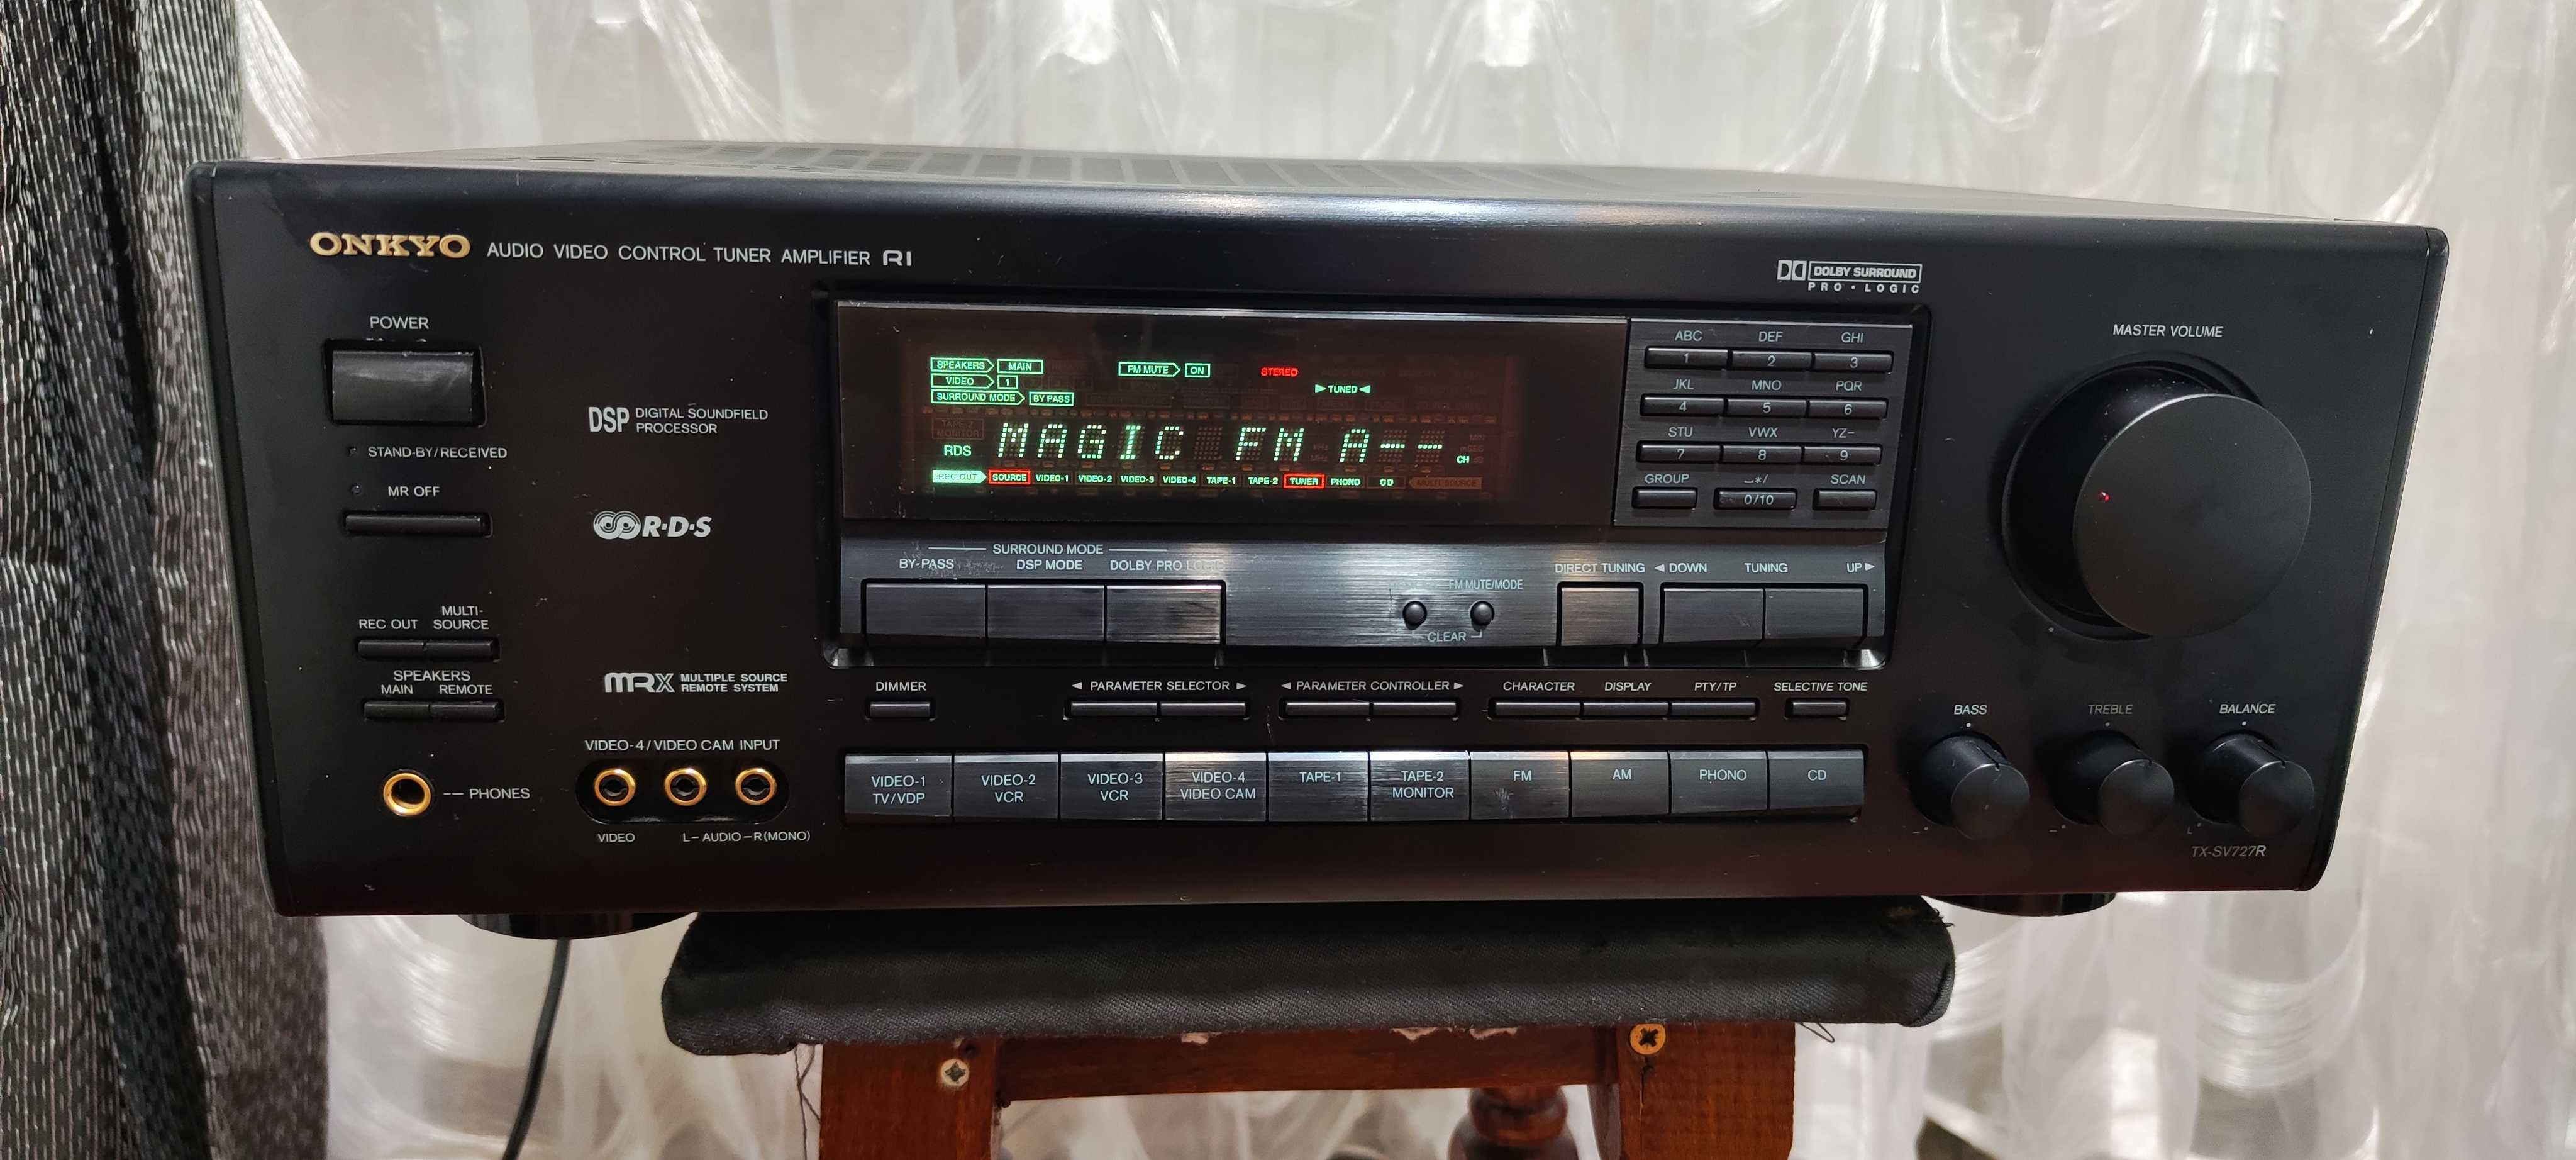 ONKYO AUDIO VIDEO CONTROL TUNER AMPLIFIER RI
DOLBY SURROUND
PRO · LOGIC
POWER
STAND-BY/RECEIVED
MR OFF
DSP DIGITAL SOUNDFIELD
PROCESSOR
R·D·S
REC OUT MULTI-
SOURCE
SPEAKERS
MAIN REMOTE
MRX MULTIPLE SOURCE
REMOTE SYSTEM
PHONES
VIDEO-4/VIDEO CAM INPUT
VIDEO L-AUDIO-R(MONO)
SPEAKERS MAIN FM MUTE ON STEREO
VIDEO 1 ►TUNED◄
SURROUND MODE BY PASS
TAPE-2
MONITOR
RDS MAGIC FM A-- CH
REC OUT SOURCE VIDEO-1 VIDEO-2 VIDEO-3 VIDEO-4 TAPE-1 TAPE-2 TUNER PHONO CD MULTI SOURCE
ABC DEF GHI
1 2 3
JKL MNO PQR
4 5 6
STU VWX YZ-
7 8 9
GROUP ⎵*/ SCAN
0/10
SURROUND MODE
BY-PASS DSP MODE DOLBY PRO LOGIC
FM MUTE/MODE
CLEAR
DIRECT TUNING ◄DOWN TUNING UP►
DIMMER ◄ PARAMETER SELECTOR ► ◄ PARAMETER CONTROLLER ► CHARACTER DISPLAY PTY/TP SELECTIVE TONE
VIDEO-1
TV/VDP
VIDEO-2
VCR
VIDEO-3
VCR
VIDEO-4
VIDEO CAM
TAPE-1
TAPE-2
MONITOR
FM
AM
PHONO
CD
MASTER VOLUME
BASS TREBLE BALANCE
L
TX-SV727R